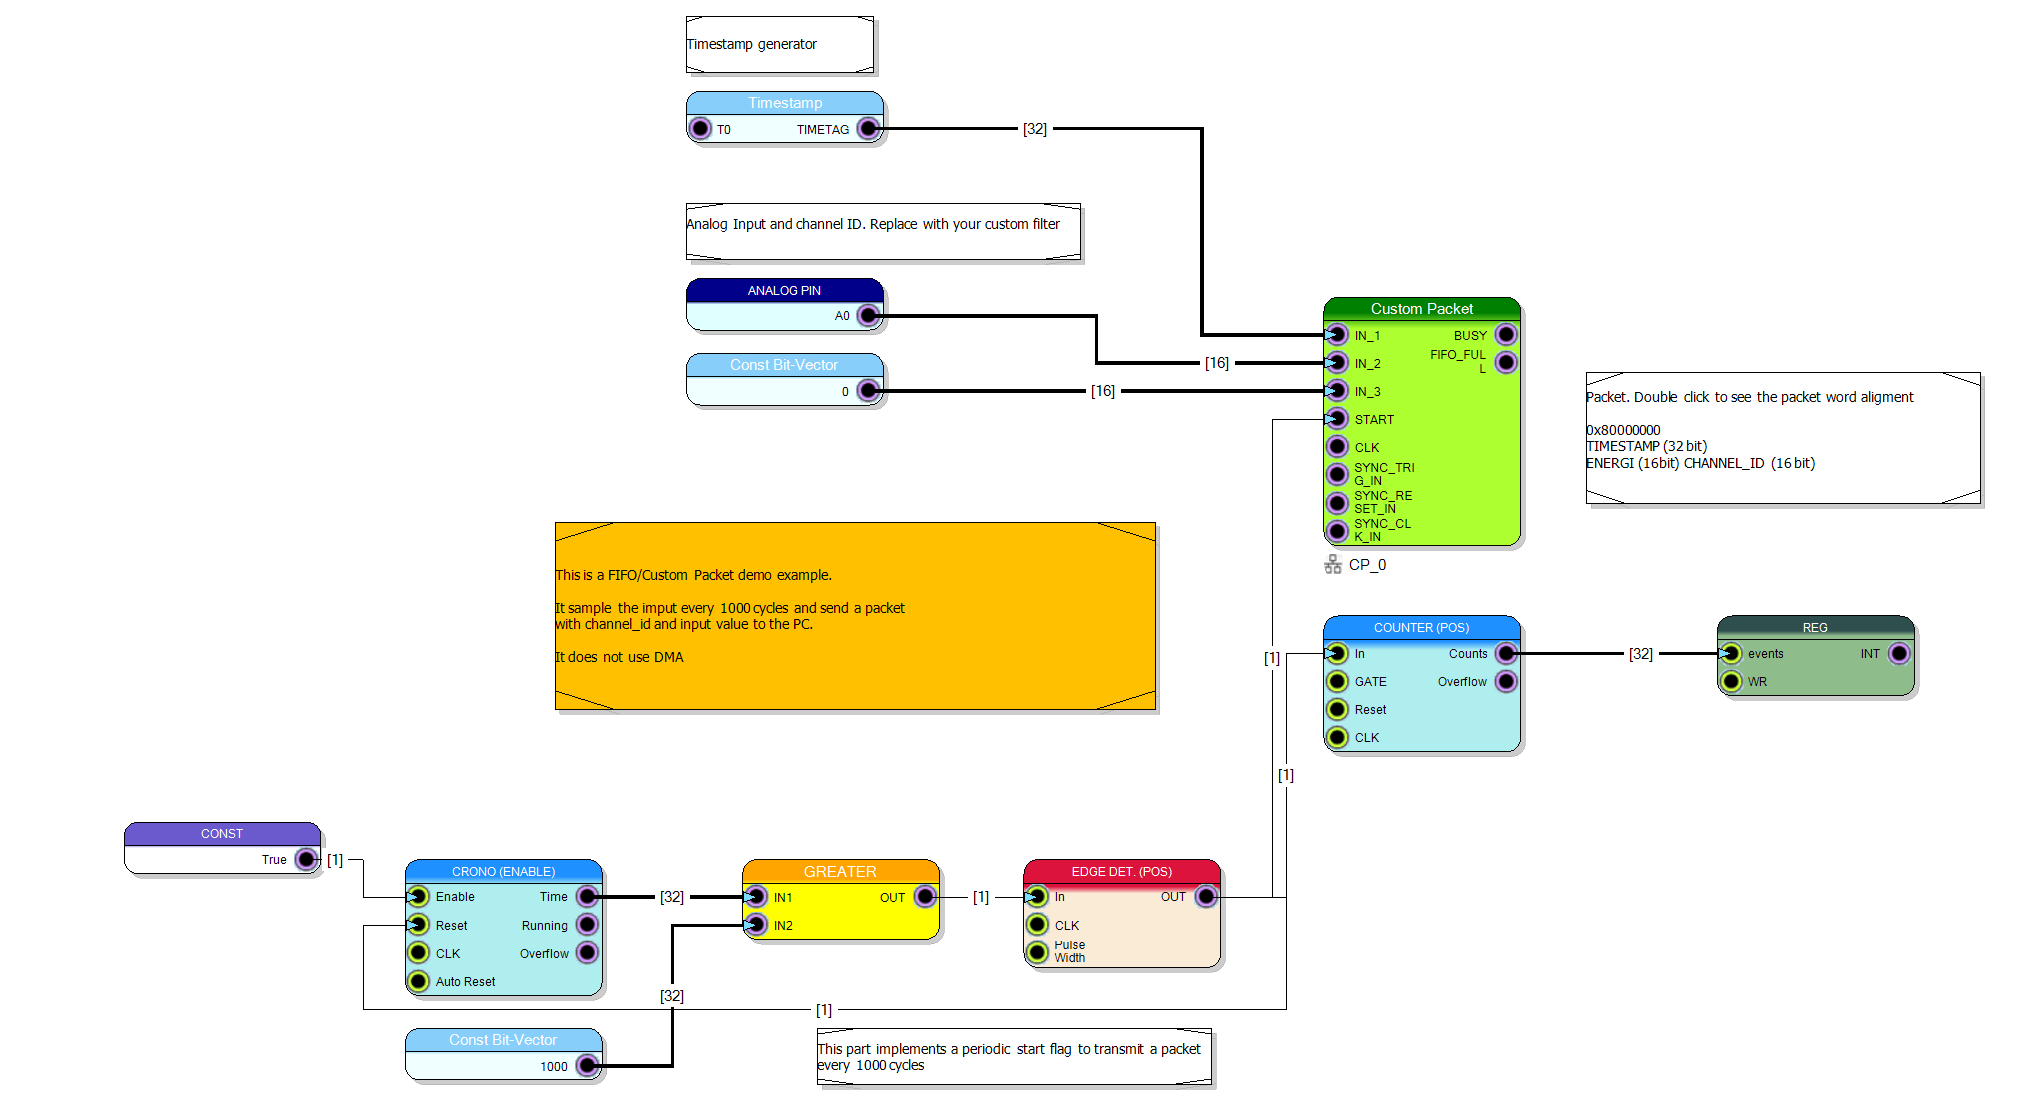 Timestamp generator
Timestamp
T0 TIMETAG
[32]
Analog Input and channel ID. Replace with your custom filter
ANALOG PIN
A0
[16]
Const Bit-Vector
0
[16]
Custom Packet
IN_1 BUSY
IN_2 FIFO_FUL
L
IN_3
START
CLK
SYNC_TRI
G_IN
SYNC_RE
SET_IN
SYNC_CL
K_IN
CP_0
Packet. Double click to see the packet word aligment
0x80000000
TIMESTAMP (32 bit)
ENERGI (16bit) CHANNEL_ID (16 bit)
This is a FIFO/Custom Packet demo example.
It sample the imput every 1000 cycles and send a packet
with channel_id and input value to the PC.
It does not use DMA
[1]
[1]
COUNTER (POS)
In Counts
GATE Overflow
Reset
CLK
[32]
REG
events INT
WR
CONST
True
[1]
CRONO (ENABLE)
Enable Time
Reset Running
CLK Overflow
Auto Reset
[32]
GREATER
IN1 OUT
IN2
[1]
EDGE DET. (POS)
In OUT
CLK
Pulse
Width
[32]
[1]
Const Bit-Vector
1000
This part implements a periodic start flag to transmit a packet
every 1000 cycles